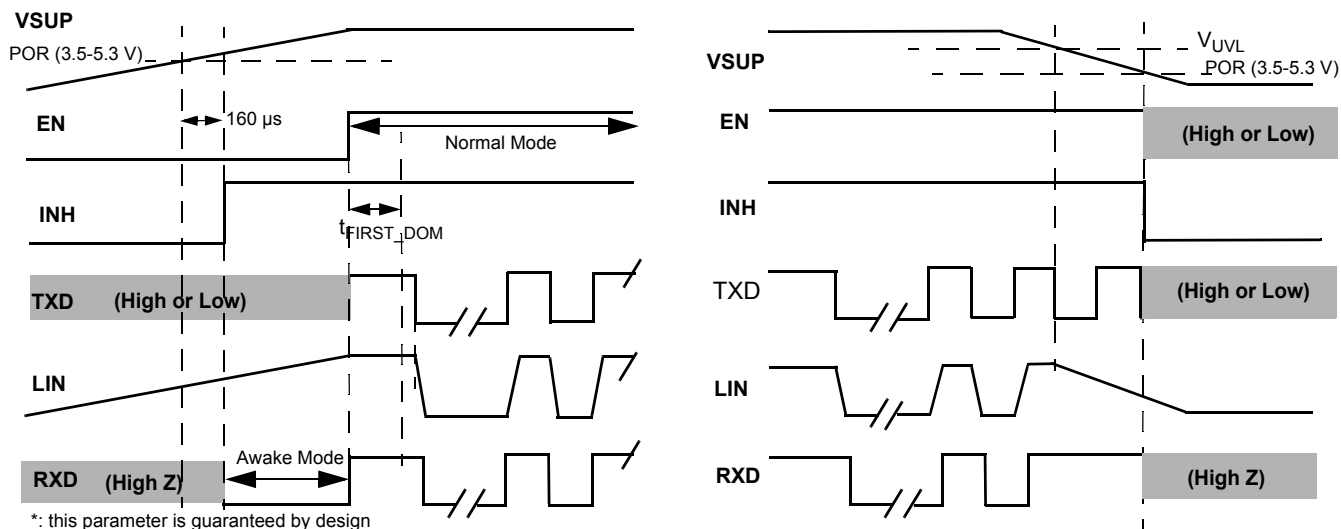 VSUP
POR (3.5-5.3 V)
160 µs
EN
Normal Mode
INH
tFIRST_DOM
TXD (High or Low)
LIN
Awake Mode
RXD (High Z)
*: this parameter is guaranteed by design
VUVL
VSUP
POR (3.5-5.3 V)
EN
(High or Low)
INH
TXD
(High or Low)
LIN
RXD
(High Z)